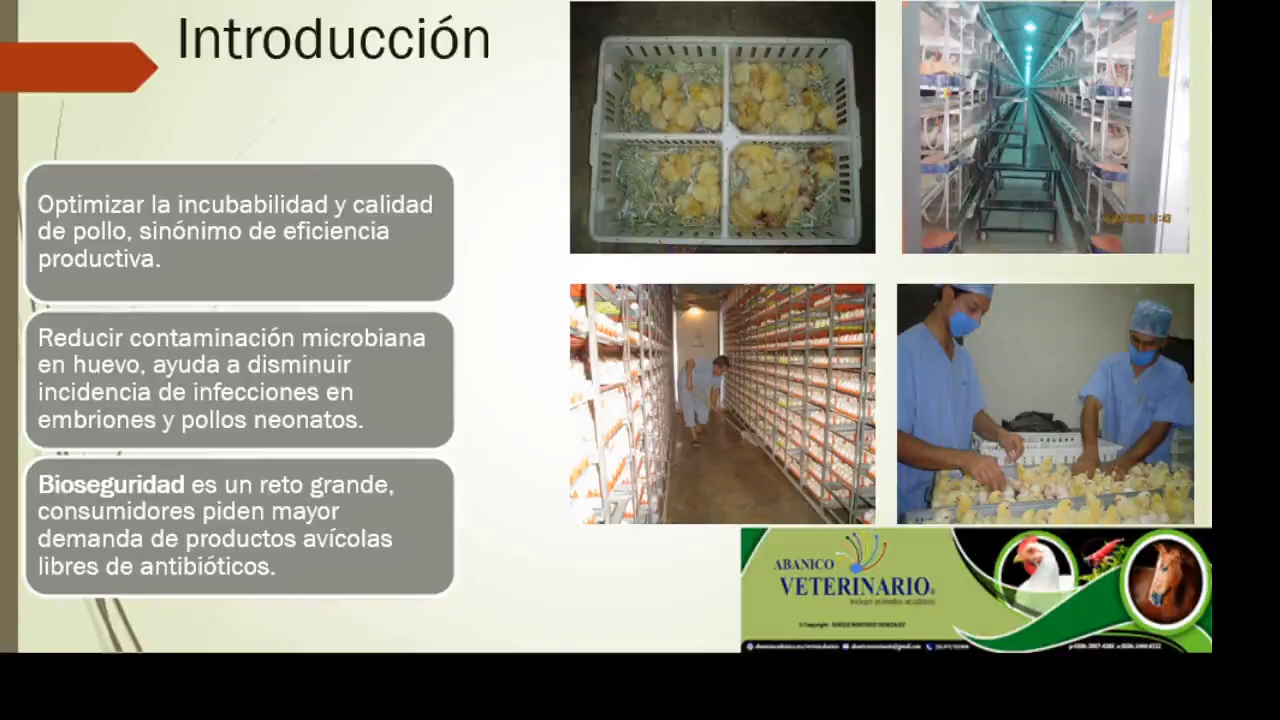 Introducción
Optimizar la incubabilidad y calidad
de pollo, sinónimo de eficiencia
productiva.
Reducir contaminación microbiana
en huevo, ayuda a disminuir
incidencia de infecciones en
embriones y pollos neonatos.
Bioseguridad es un reto grande,
consumidores piden mayor
demanda de productos avícolas
libres de antibióticos.
ABANICO
VETERINARIO